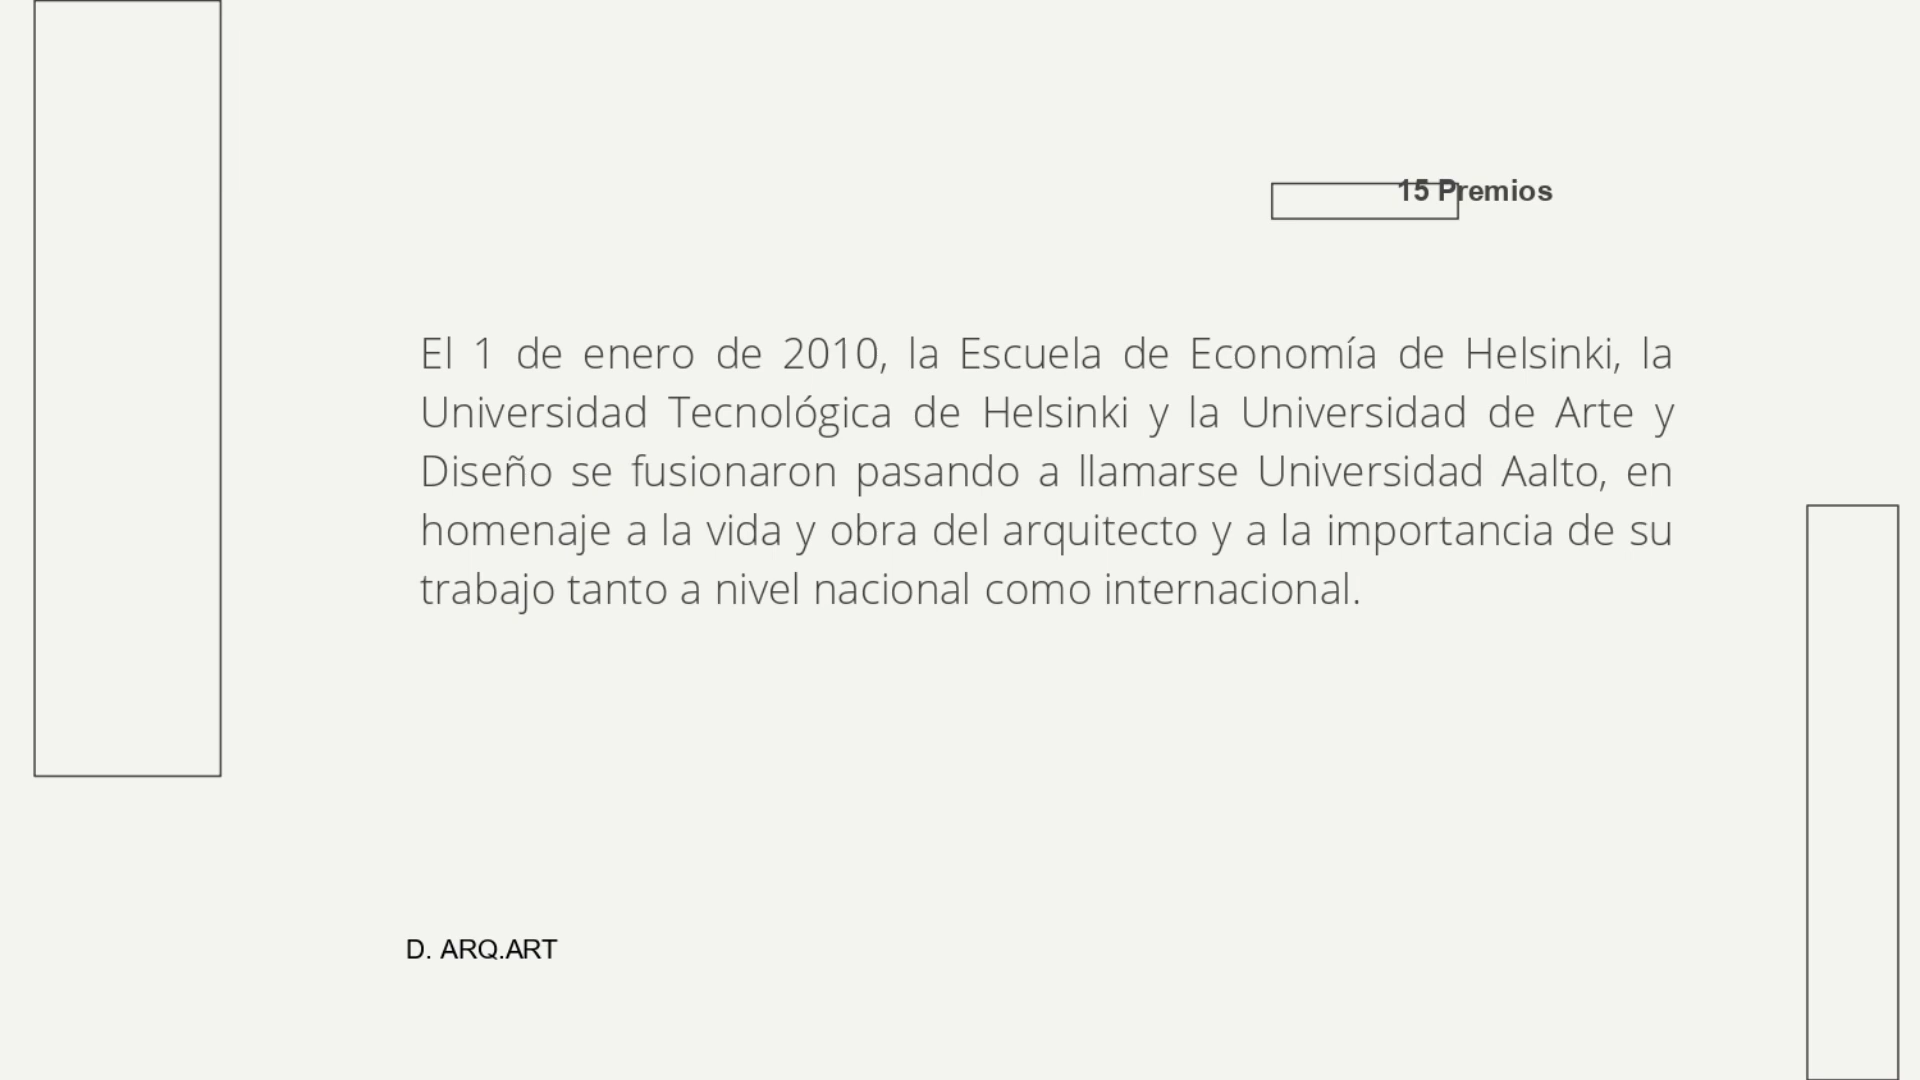 15 Premios
El 1 de enero de 2010, la Escuela de Economía de Helsinki, la
Universidad Tecnológica de Helsinki y la Universidad de Arte y
Diseño se fusionaron pasando a llamarse Universidad Aalto, en
homenaje a la vida y obra del arquitecto y a la importancia de su
trabajo tanto a nivel nacional como internacional.
D. ARQ.ART